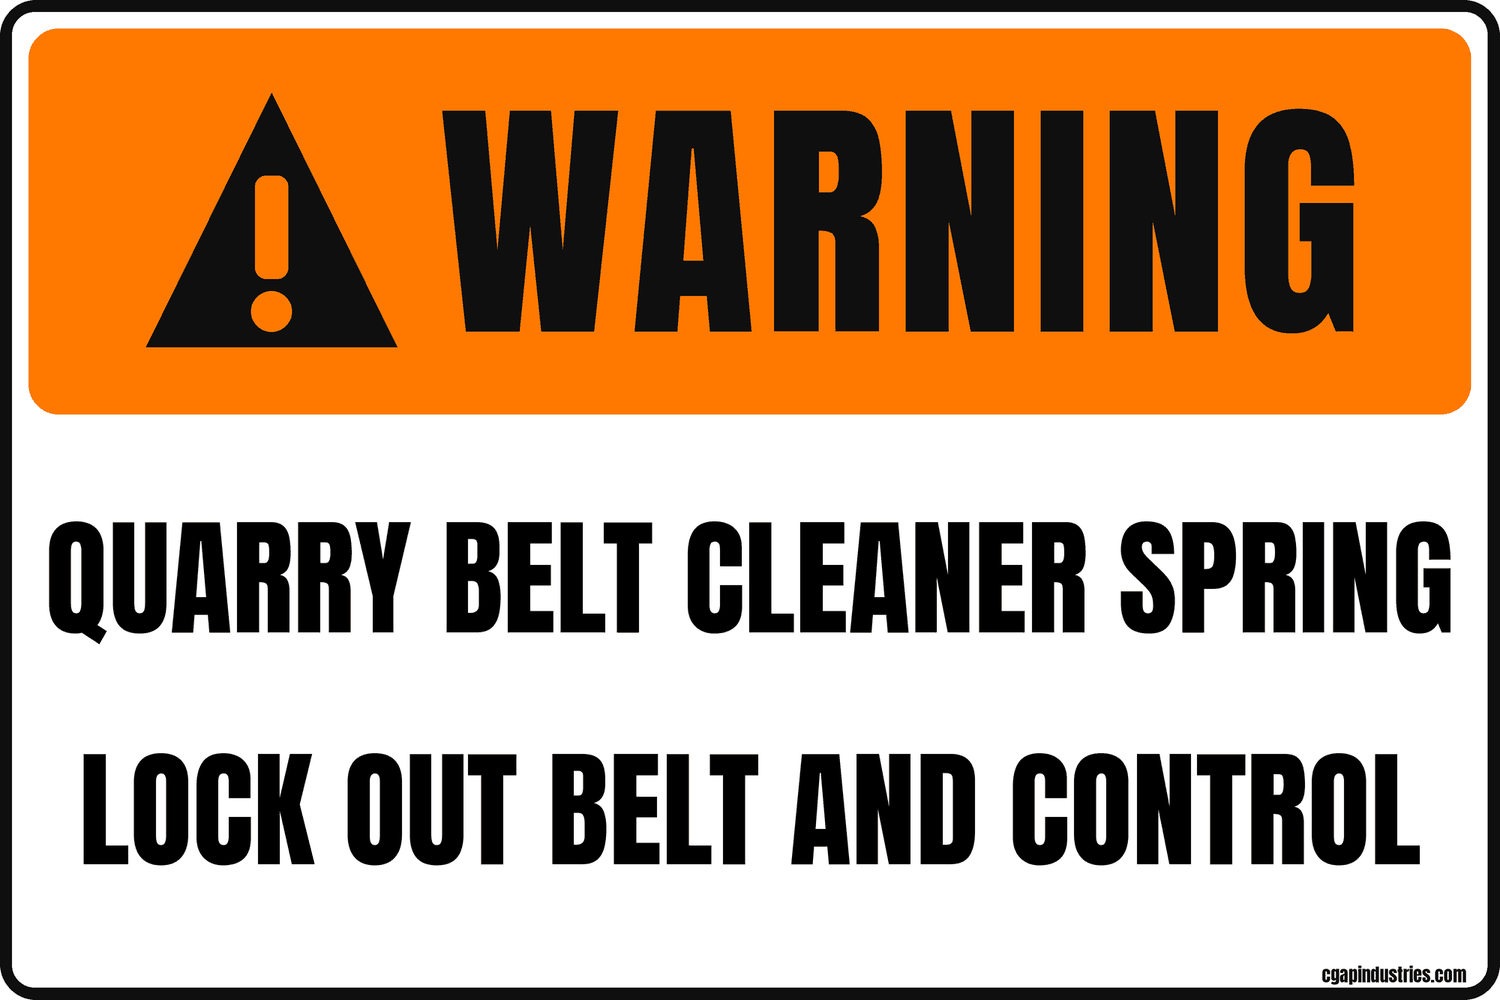 WARNING
QUARRY BELT CLEANER SPRING
LOCK OUT BELT AND CONTROL
cgapindustries.com